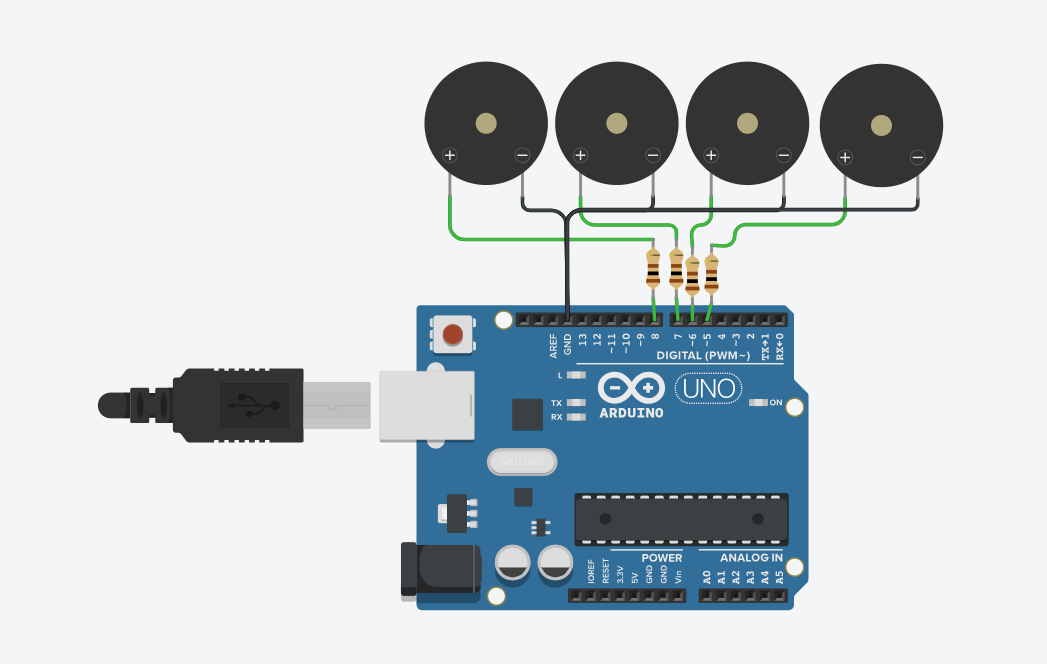 + − + − + − + −
AREF
GND
13
12
~11
~10
~9
8
7
~6
~5
4
~3
2
TX→1
RX←0
DIGITAL (PWM~)
L
TX
RX
UNO
ON
ARDUINO
POWER
ANALOG IN
IOREF
RESET
3.3V
5V
GND
GND
Vin
A0
A1
A2
A3
A4
A5